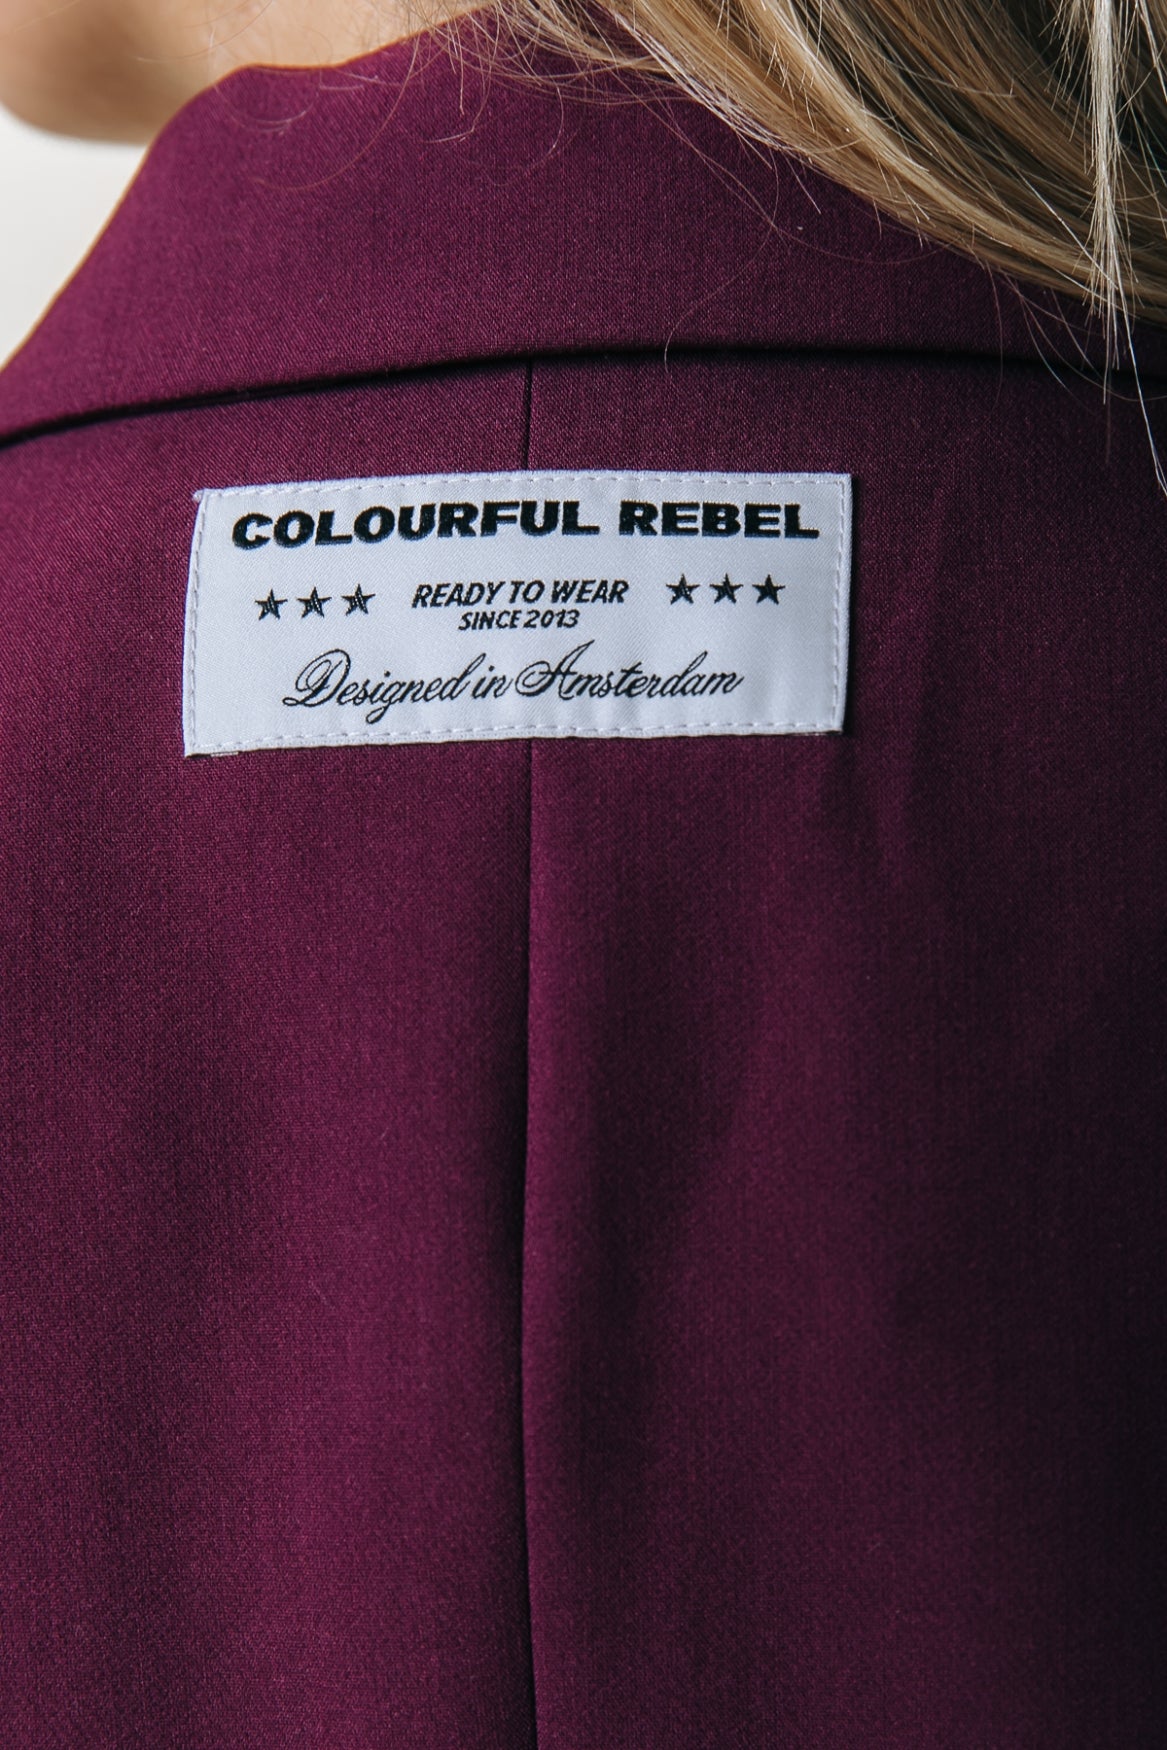 COLOURFUL REBEL
★★★ READY TO WEAR ★★★
SINCE 2013
Designed in Amsterdam